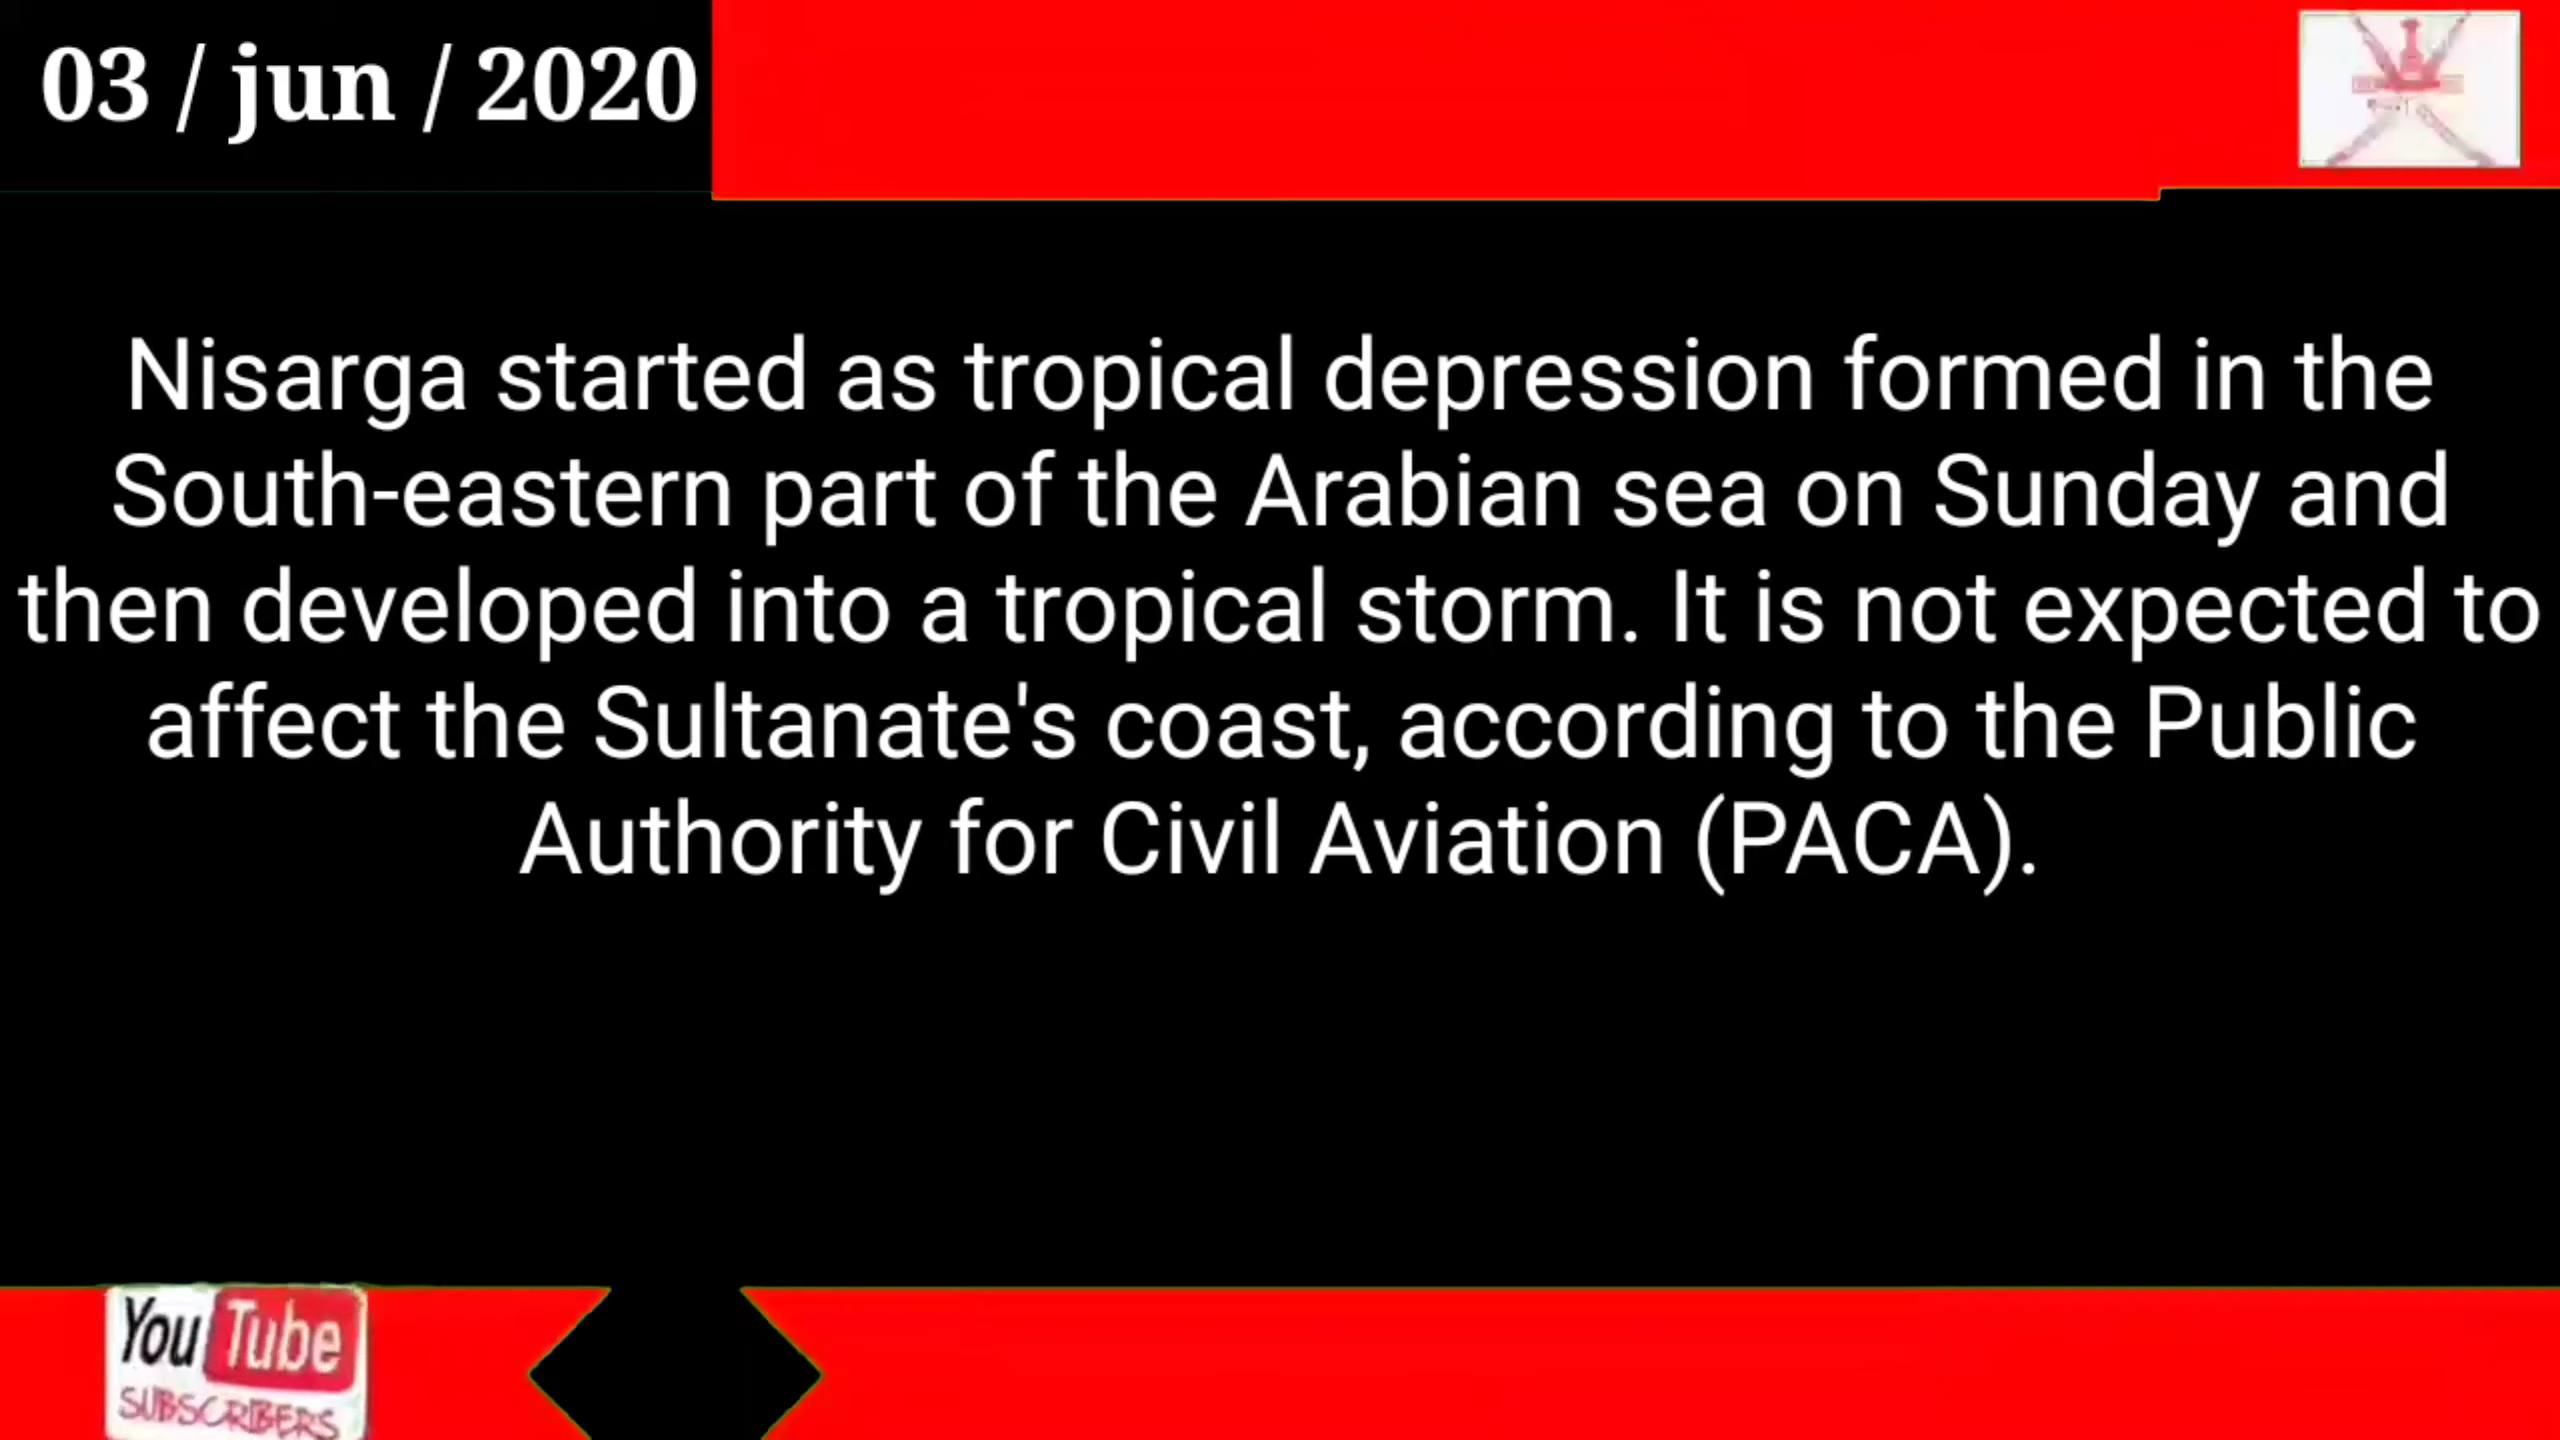 03 / jun / 2020
Nisarga started as tropical depression formed in the
South-eastern part of the Arabian sea on Sunday and
then developed into a tropical storm. It is not expected to
affect the Sultanate's coast, according to the Public
Authority for Civil Aviation (PACA).
You Tube
SUBSCRIBERS